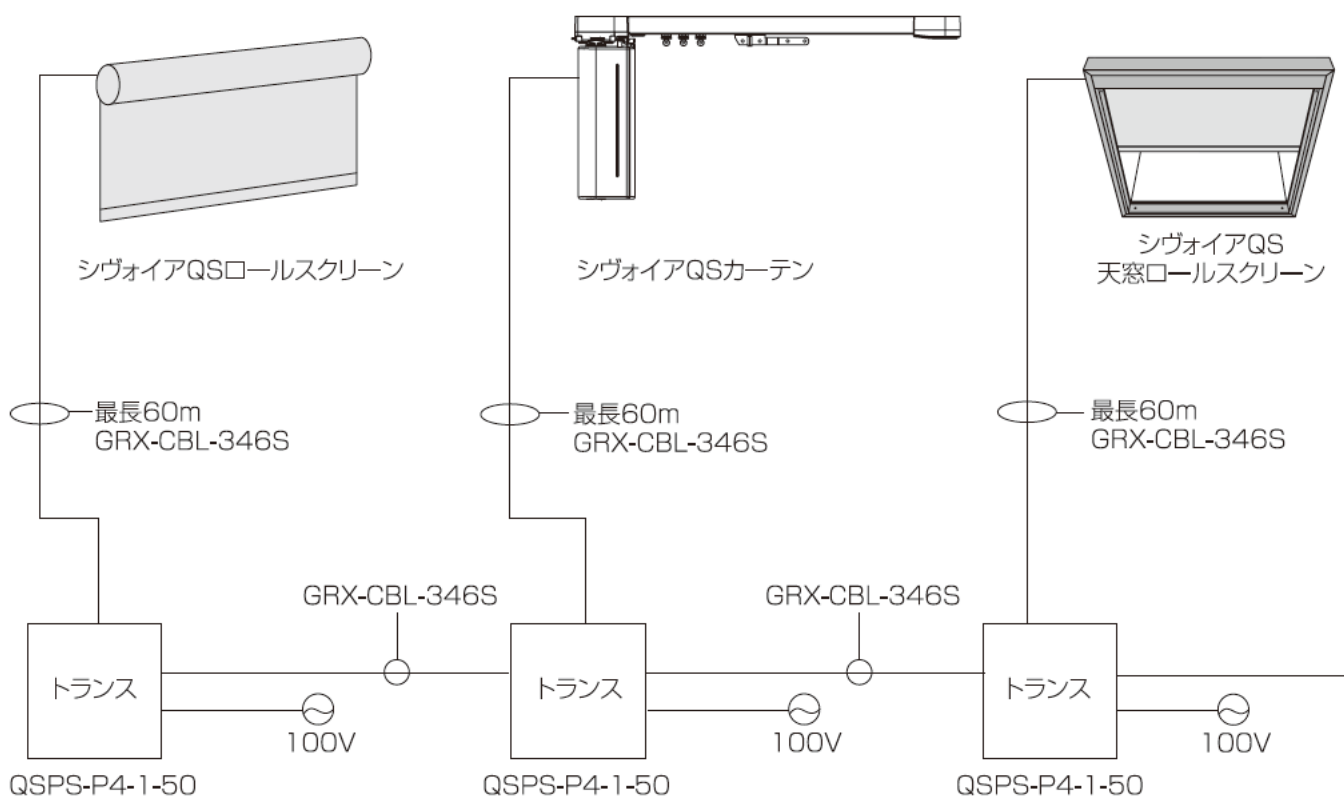 シヴォイアQSロールスクリーン
シヴォイアQSカーテン
シヴォイアQS
天窓ロールスクリーン
最長60m
GRX-CBL-346S
最長60m
GRX-CBL-346S
最長60m
GRX-CBL-346S
GRX-CBL-346S
GRX-CBL-346S
トランス
トランス
トランス
100V
100V
100V
QSPS-P4-1-50
QSPS-P4-1-50
QSPS-P4-1-50